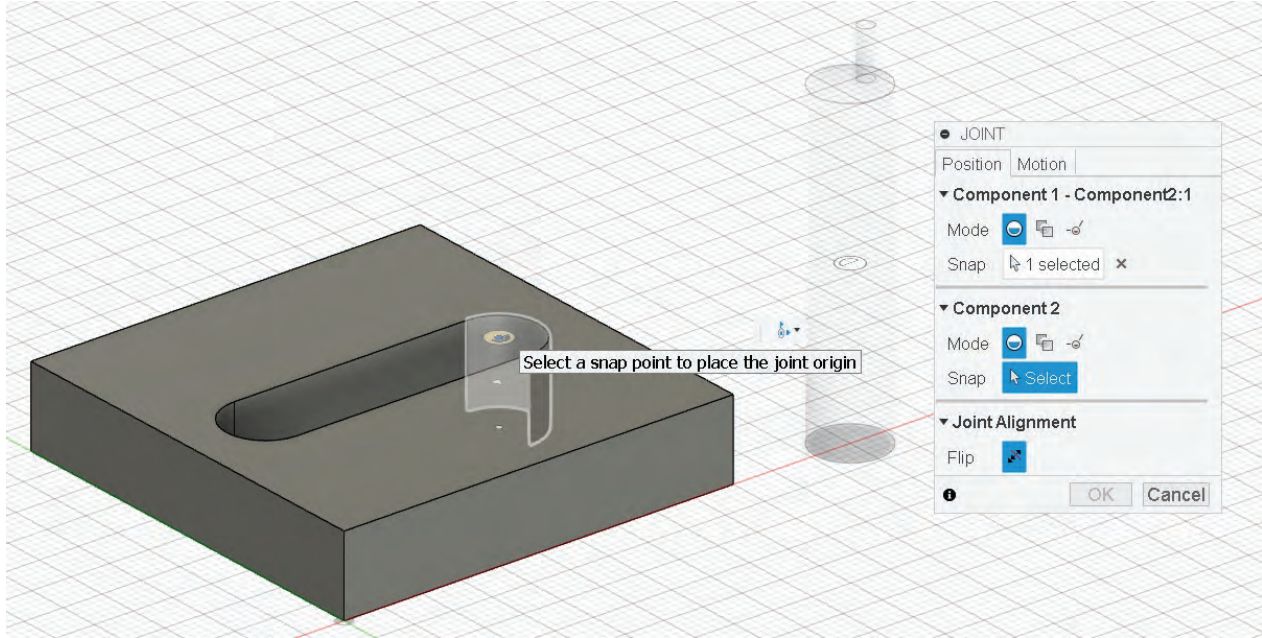 JOINT
Position Motion
Component 1 - Component2:1
Mode
Snap 1 selected ×
Component 2
Mode
Select a snap point to place the joint origin
Snap Select
Joint Alignment
Flip
OK Cancel